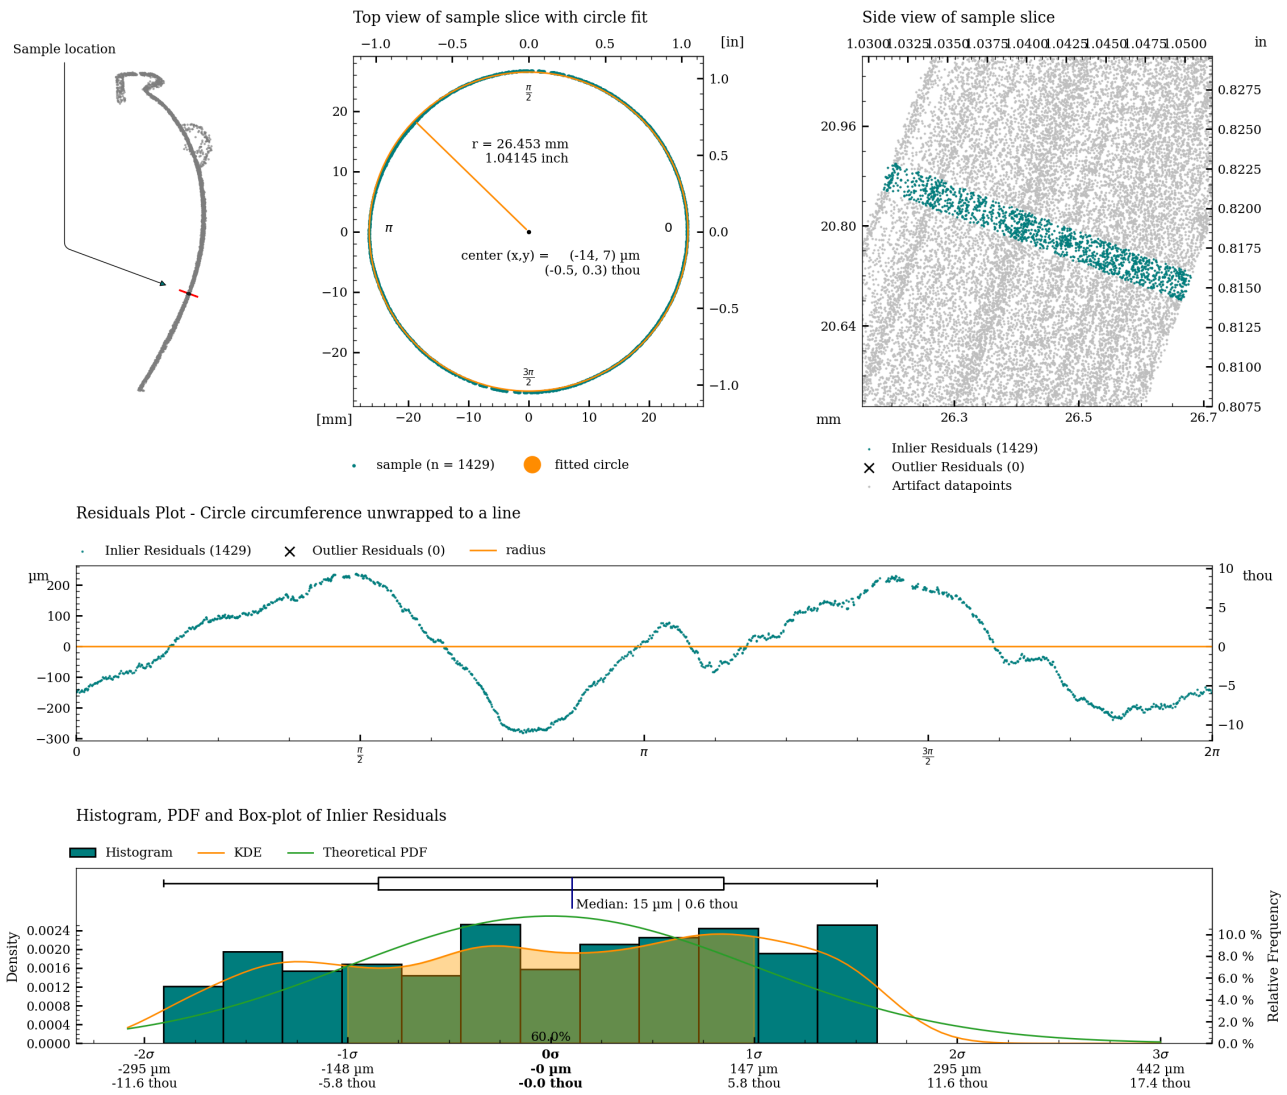 Sample location
Top view of sample slice with circle fit
−1.0 −0.5 0.0 0.5 1.0 [in]
20
10
0
−10
−20
[mm]
−20 −10 0 10 20
1.0
0.5
0.0
−0.5
−1.0
π/2
r = 26.453 mm
1.04145 inch
π
0
center (x,y) = (-14, 7) µm
(-0.5, 0.3) thou
3π/2
sample (n = 1429)
fitted circle
Side view of sample slice
1.0300 1.0325 1.0350 1.0375 1.0400 1.0425 1.0450 1.0475 1.0500 in
20.96
20.80
20.64
0.8275
0.8250
0.8225
0.8200
0.8175
0.8150
0.8125
0.8100
0.8075
mm
26.3 26.5 26.7
Inlier Residuals (1429)
Outlier Residuals (0)
Artifact datapoints
Residuals Plot - Circle circumference unwrapped to a line
Inlier Residuals (1429) Outlier Residuals (0) radius
µm
200
100
0
−100
−200
−300
thou
10
5
0
−5
−10
0 π/2 π 3π/2 2π
Histogram, PDF and Box-plot of Inlier Residuals
Histogram KDE Theoretical PDF
Median: 15 µm | 0.6 thou
Density
0.0024
0.0020
0.0016
0.0012
0.0008
0.0004
0.0000
Relative Frequency
10.0 %
8.0 %
6.0 %
4.0 %
2.0 %
0.0 %
60.0%
-2σ -1σ 0σ 1σ 2σ 3σ
-295 µm -148 µm -0 µm 147 µm 295 µm 442 µm
-11.6 thou -5.8 thou -0.0 thou 5.8 thou 11.6 thou 17.4 thou